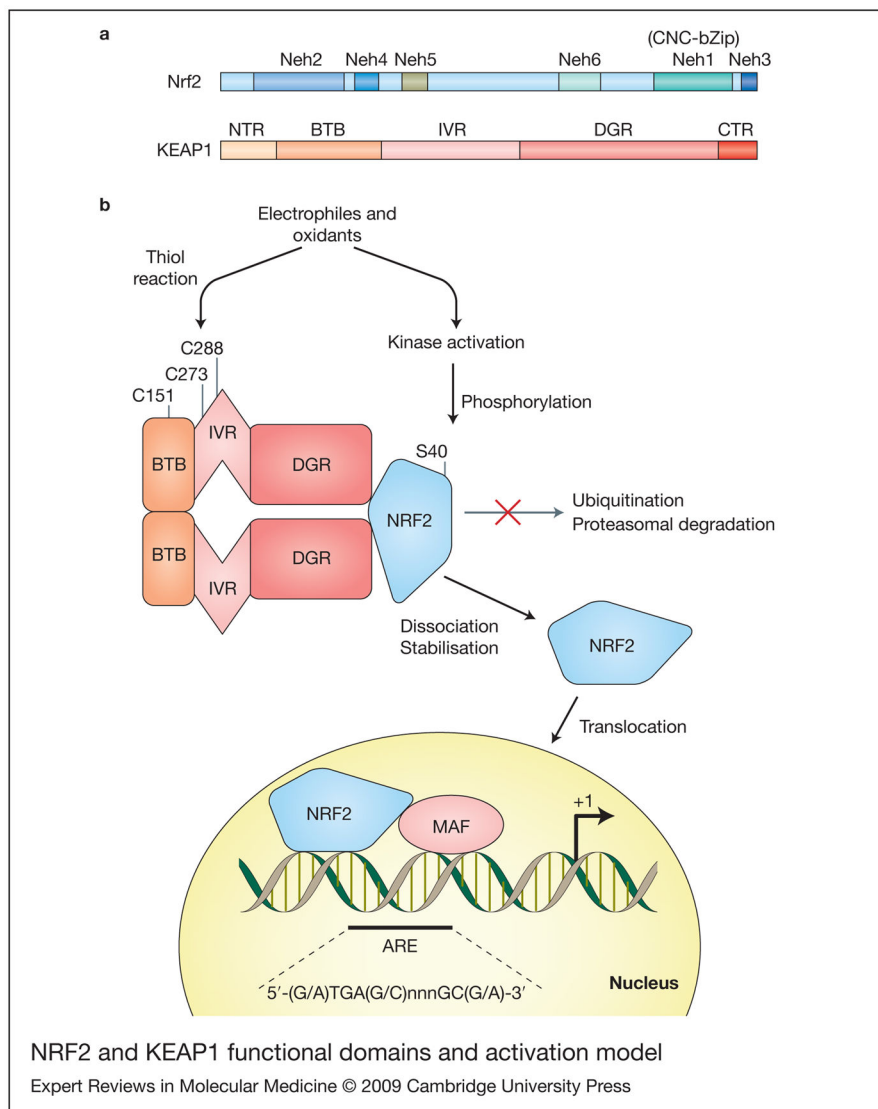 a
(CNC-bZip)
Neh2 Neh4 Neh5 Neh6 Neh1 Neh3
Nrf2
NTR BTB IVR DGR CTR
KEAP1
b
Electrophiles and
oxidants
Thiol
reaction
Kinase activation
Phosphorylation
C288
C273
C151
S40
BTB
IVR
DGR
NRF2
BTB
IVR
DGR
Ubiquitination
Proteasomal degradation
Dissociation
Stabilisation
NRF2
Translocation
NRF2
MAF
+1
ARE
5′-(G/A)TGA(G/C)nnnGC(G/A)-3′
Nucleus
NRF2 and KEAP1 functional domains and activation model
Expert Reviews in Molecular Medicine © 2009 Cambridge University Press